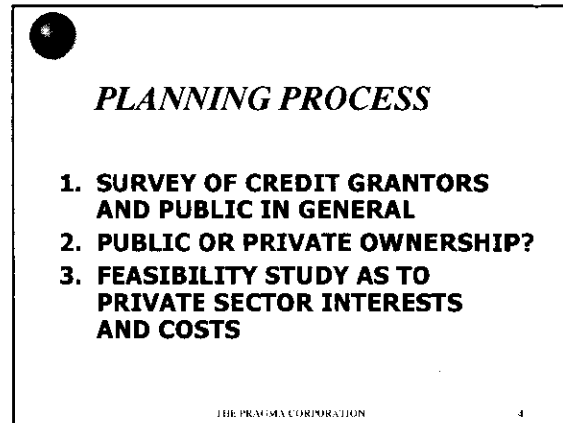 PLANNING PROCESS
1. SURVEY OF CREDIT GRANTORS
AND PUBLIC IN GENERAL
2. PUBLIC OR PRIVATE OWNERSHIP?
3. FEASIBILITY STUDY AS TO
PRIVATE SECTOR INTERESTS
AND COSTS
THE PRAGMA CORPORATION 4